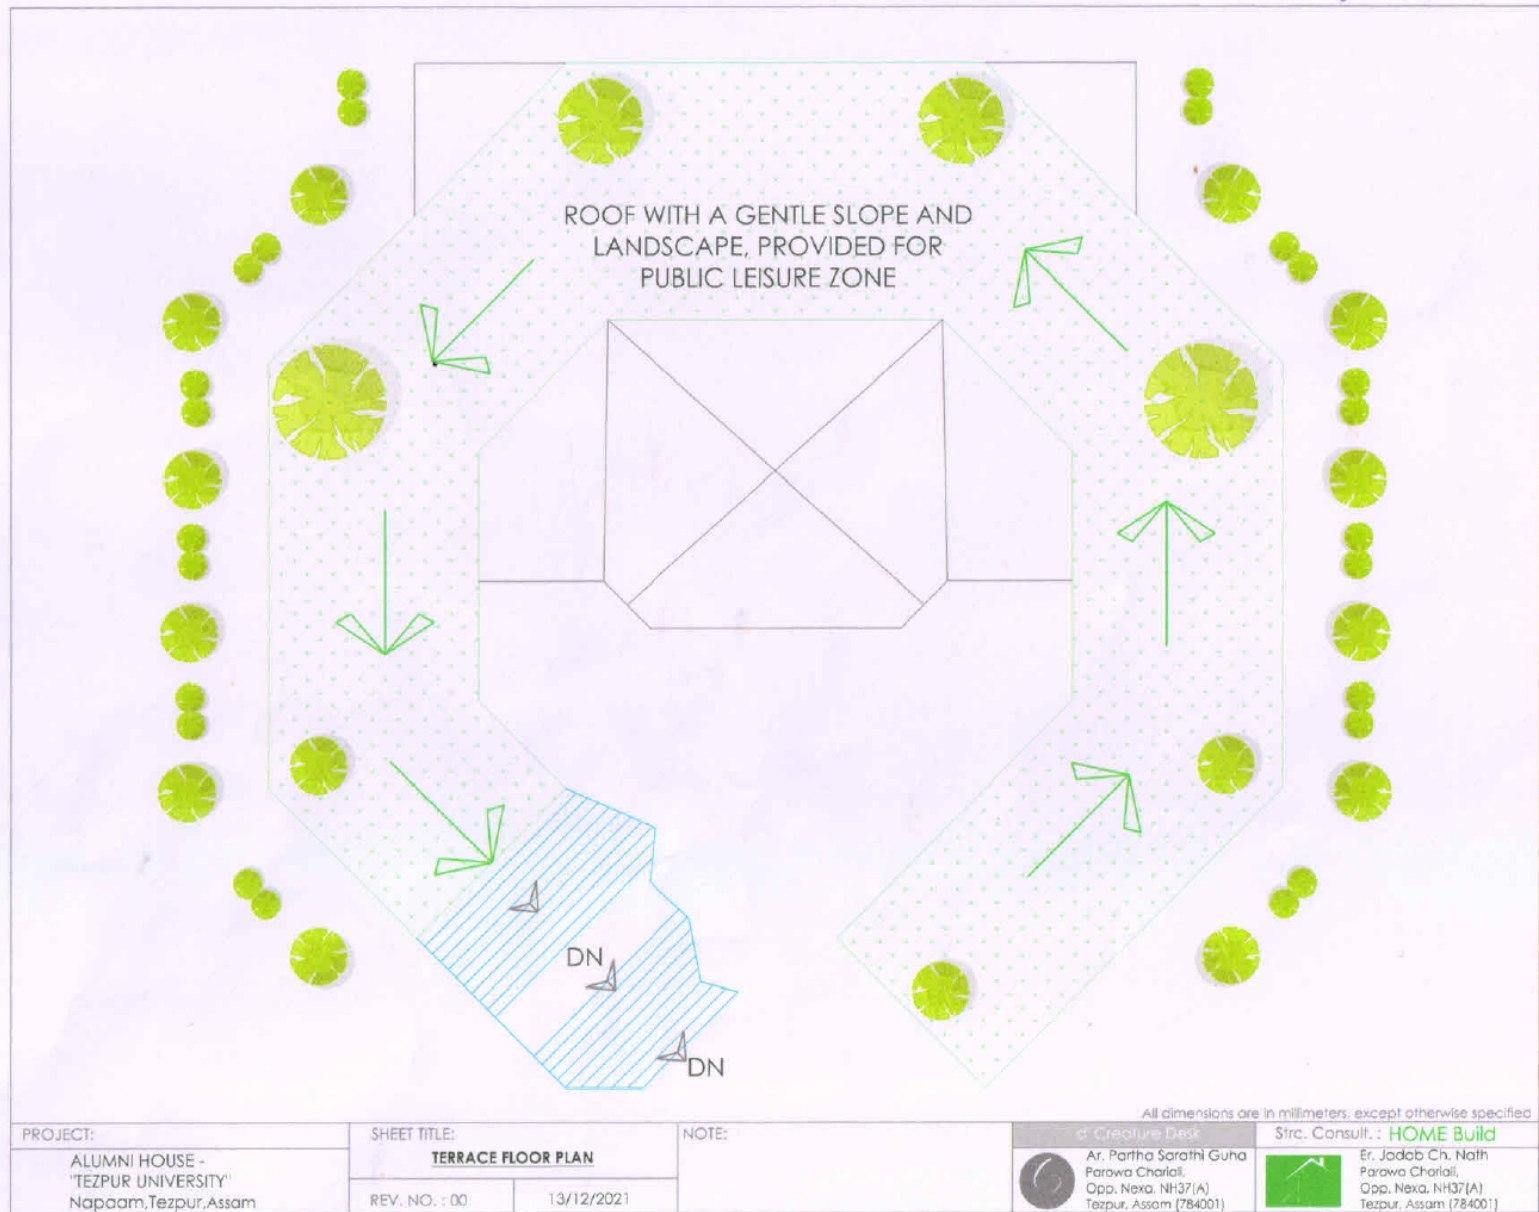 ROOF WITH A GENTLE SLOPE AND
LANDSCAPE, PROVIDED FOR
PUBLIC LEISURE ZONE
DN
DN
All dimensions are in millimeters, except otherwise specified
PROJECT:
ALUMNI HOUSE -
"TEZPUR UNIVERSITY"
Napaam,Tezpur,Assam
SHEET TITLE:
TERRACE FLOOR PLAN
REV. NO. : 00
13/12/2021
NOTE:
d' Creature Desk
Ar. Partha Sarathi Guha
Parowa Chariali,
Opp. Nexa, NH37(A)
Tezpur, Assam (784001)
Strc. Consult. : HOME Build
Er. Jadab Ch. Nath
Parawa Chariali,
Opp. Nexa, NH37(A)
Tezpur, Assam (784001)